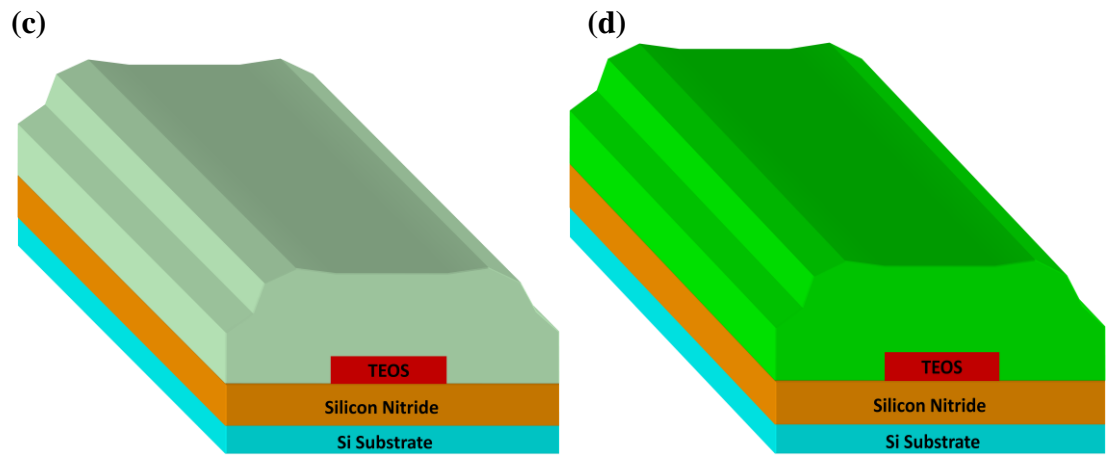 (c)
(d)
TEOS
Silicon Nitride
Si Substrate
TEOS
Silicon Nitride
Si Substrate